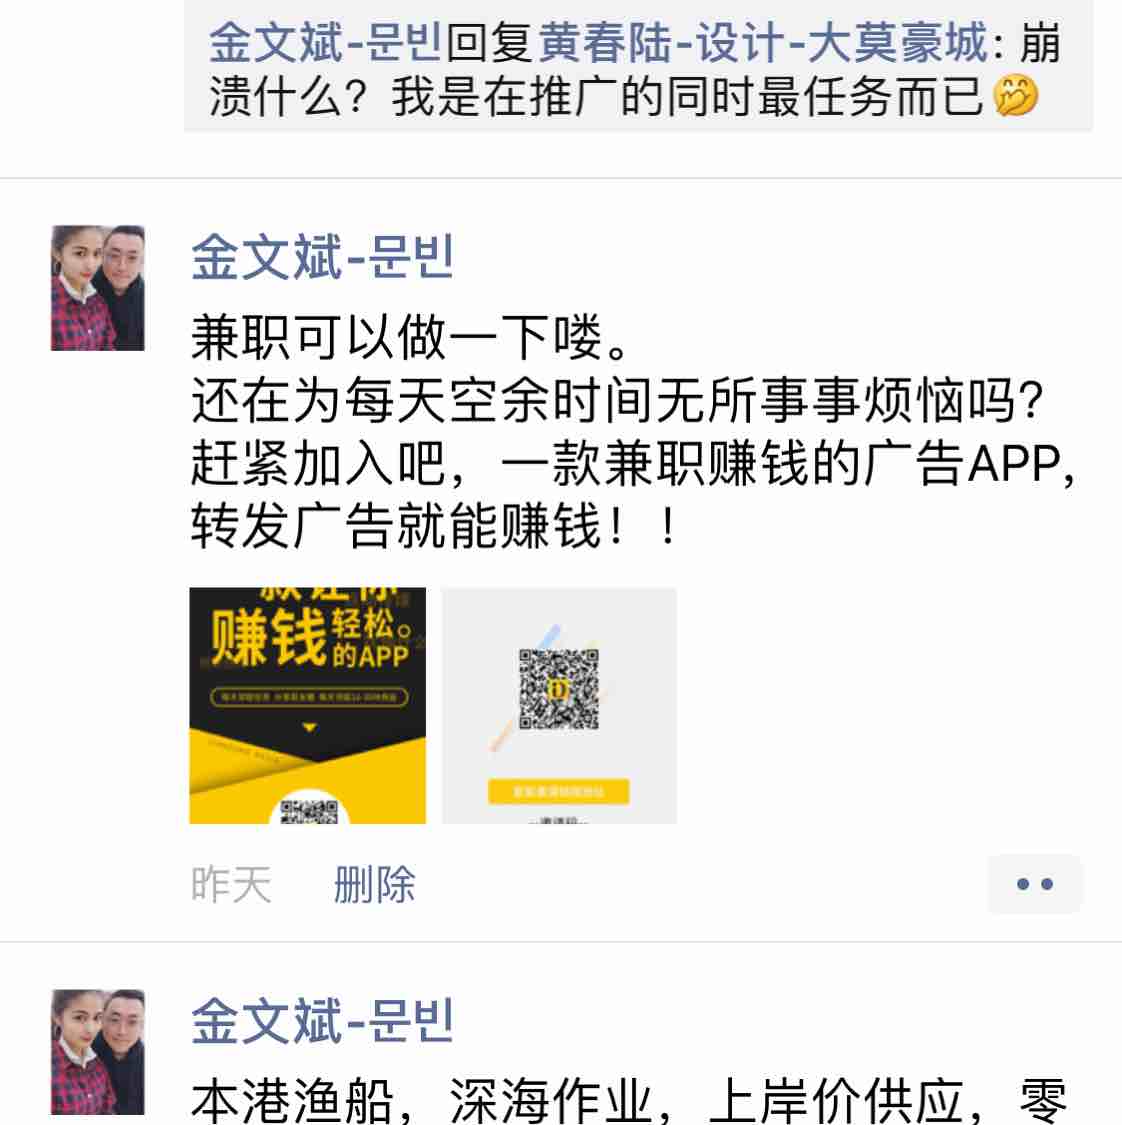 金文斌-문빈回复黄春陆-设计-大莫豪城: 崩
溃什么？我是在推广的同时最任务而已🤭
金文斌-문빈
兼职可以做一下喽。
还在为每天空余时间无所事事烦恼吗?
赶紧加入吧，一款兼职赚钱的广告APP，
转发广告就能赚钱！！
款让你
赚钱轻松。
的APP
昨天 删除
金文斌-문빈
本港渔船，深海作业，上岸价供应，零